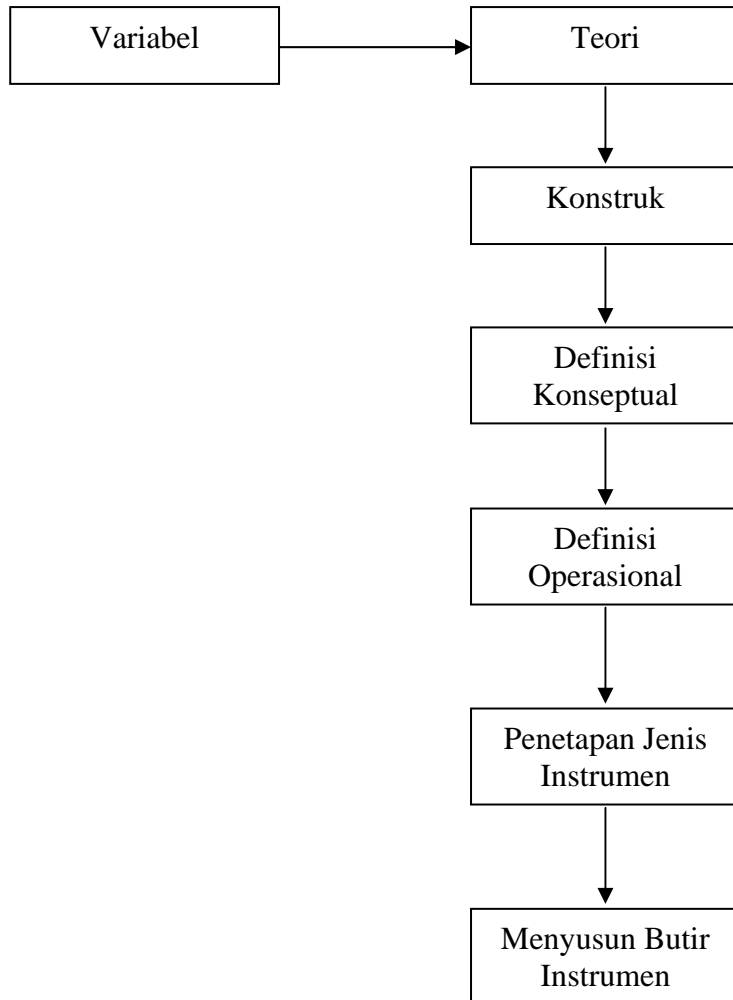 Variabel
Teori
Konstruk
Definisi
Konseptual
Definisi
Operasional
Penetapan Jenis
Instrumen
Menyusun Butir
Instrumen